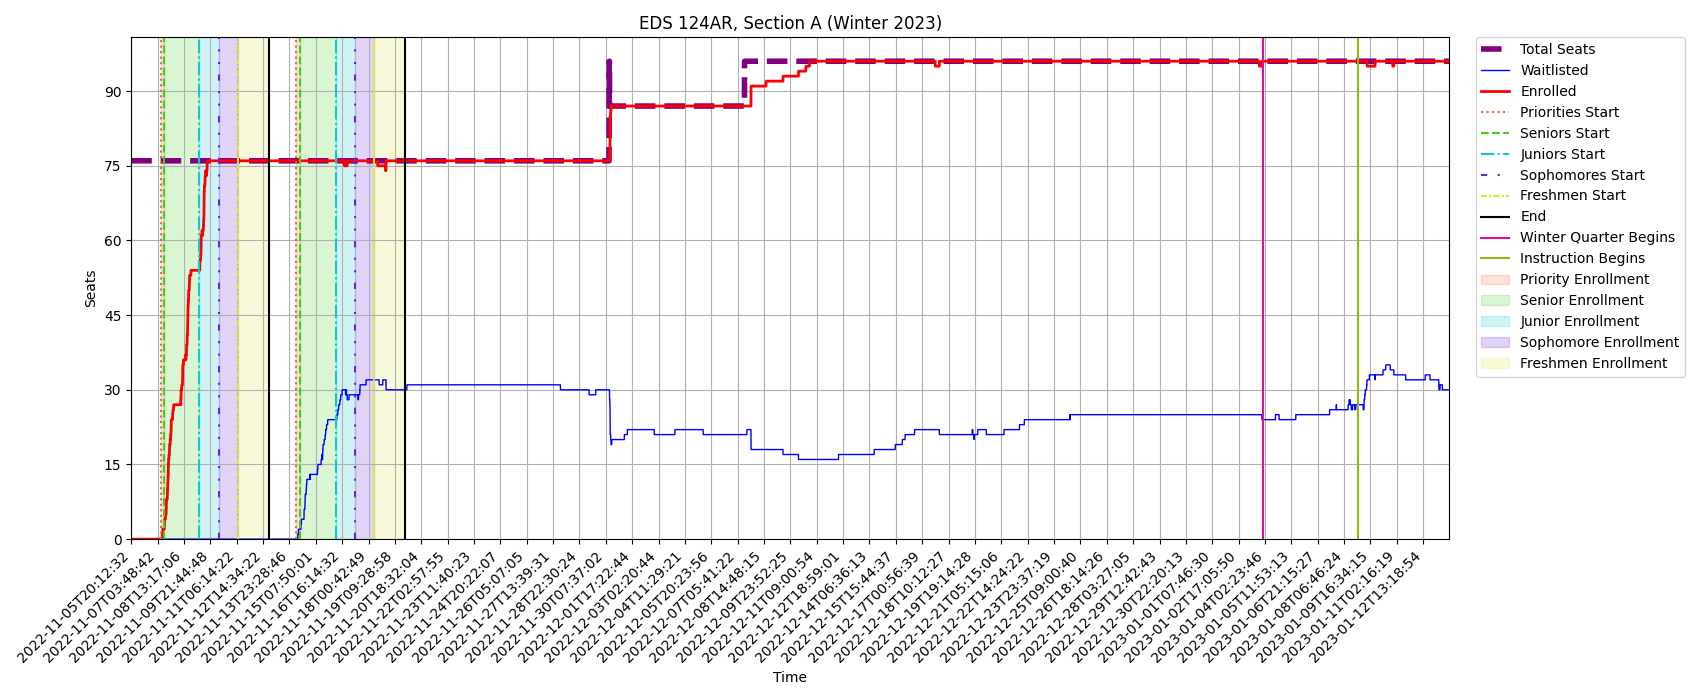 EDS 124AR, Section A (Winter 2023)
Seats
90
75
60
45
30
15
0
2022-11-05T20:12:32
2022-11-07T03:48:42
2022-11-08T13:17:06
2022-11-09T21:44:48
2022-11-11T06:14:22
2022-11-12T14:34:22
2022-11-13T23:28:46
2022-11-15T07:50:01
2022-11-16T16:14:32
2022-11-18T00:42:49
2022-11-19T09:28:58
2022-11-20T18:32:04
2022-11-22T02:57:55
2022-11-23T11:40:23
2022-11-24T20:22:07
2022-11-26T05:07:05
2022-11-27T13:39:31
2022-11-28T22:30:24
2022-11-30T07:37:02
2022-12-01T17:22:44
2022-12-03T02:20:44
2022-12-04T11:29:21
2022-12-05T20:23:56
2022-12-07T05:41:22
2022-12-08T14:48:15
2022-12-09T23:52:25
2022-12-11T09:00:54
2022-12-12T18:59:01
2022-12-14T06:36:13
2022-12-15T15:44:37
2022-12-17T00:56:39
2022-12-18T10:12:27
2022-12-19T19:14:28
2022-12-21T05:15:06
2022-12-22T14:24:22
2022-12-23T23:37:19
2022-12-25T09:00:40
2022-12-26T18:14:26
2022-12-28T03:27:05
2022-12-29T12:42:43
2022-12-30T22:20:13
2023-01-01T07:46:30
2023-01-02T17:05:50
2023-01-04T02:23:46
2023-01-05T11:53:13
2023-01-06T21:15:27
2023-01-08T06:46:24
2023-01-09T16:34:15
2023-01-11T02:16:19
2023-01-12T13:18:54
Time
Total Seats
Waitlisted
Enrolled
Priorities Start
Seniors Start
Juniors Start
Sophomores Start
Freshmen Start
End
Winter Quarter Begins
Instruction Begins
Priority Enrollment
Senior Enrollment
Junior Enrollment
Sophomore Enrollment
Freshmen Enrollment